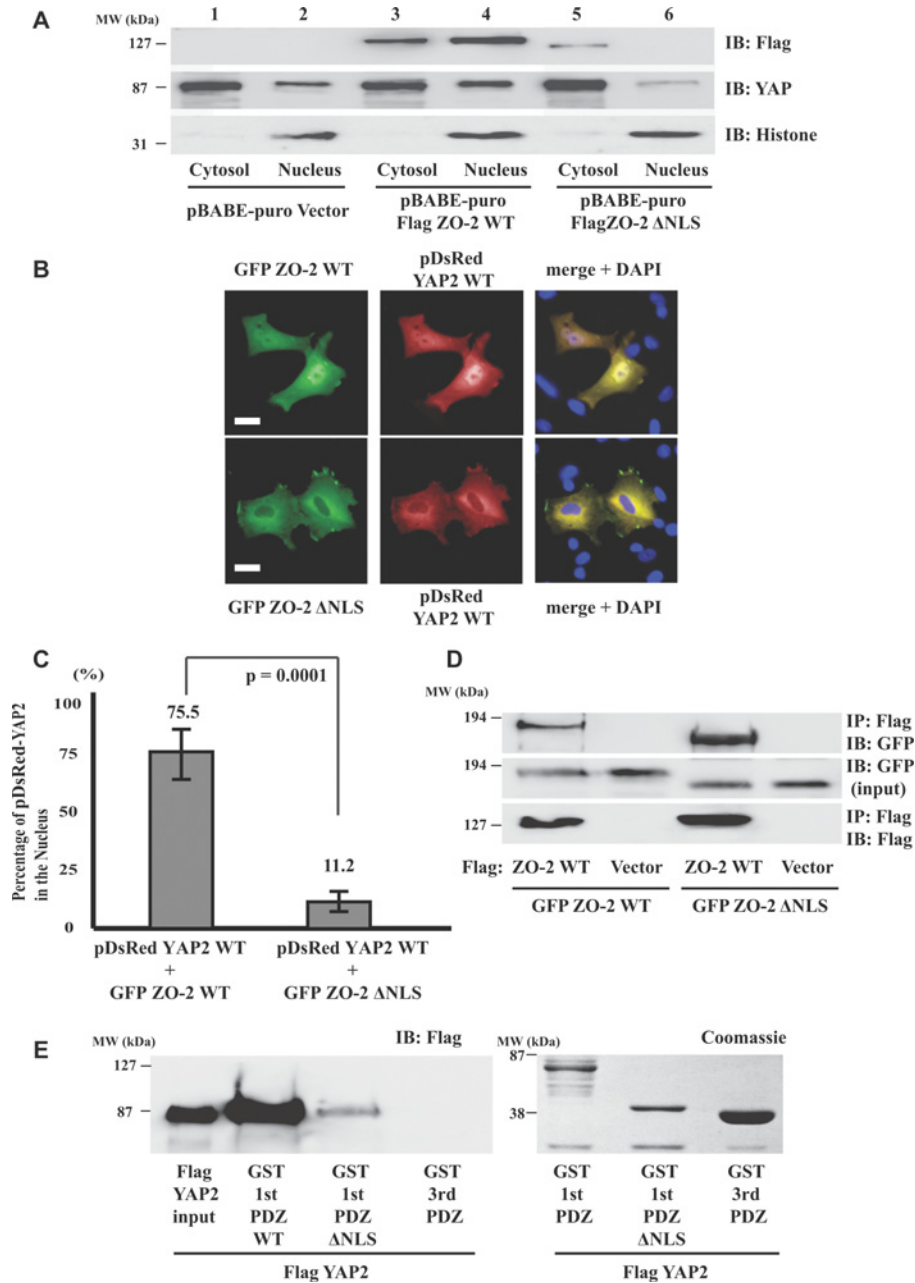 A
MW (kDa)
1 2 3 4 5 6
127
IB: Flag
87
IB: YAP
31
IB: Histone
Cytosol Nucleus Cytosol Nucleus Cytosol Nucleus
pBABE-puro Vector
pBABE-puro
Flag ZO-2 WT
pBABE-puro
FlagZO-2 ΔNLS
B
GFP ZO-2 WT
pDsRed
YAP2 WT
merge + DAPI
GFP ZO-2 ΔNLS
pDsRed
YAP2 WT
merge + DAPI
C
(%)
Percentage of pDsRed-YAP2
in the Nucleus
100
75
50
25
0
75.5
p = 0.0001
11.2
pDsRed YAP2 WT
+
GFP ZO-2 WT
pDsRed YAP2 WT
+
GFP ZO-2 ΔNLS
D
MW (kDa)
194
IP: Flag
IB: GFP
194
IB: GFP
(input)
127
IP: Flag
IB: Flag
Flag: ZO-2 WT Vector ZO-2 WT Vector
GFP ZO-2 WT GFP ZO-2 ΔNLS
E
MW (kDa)
IB: Flag
127
87
Flag
YAP2
input
GST
1st
PDZ
WT
GST
1st
PDZ
ΔNLS
GST
3rd
PDZ
Flag YAP2
MW (kDa)
Coomassie
87
38
GST
1st
PDZ
GST
1st
PDZ
ΔNLS
GST
3rd
PDZ
Flag YAP2